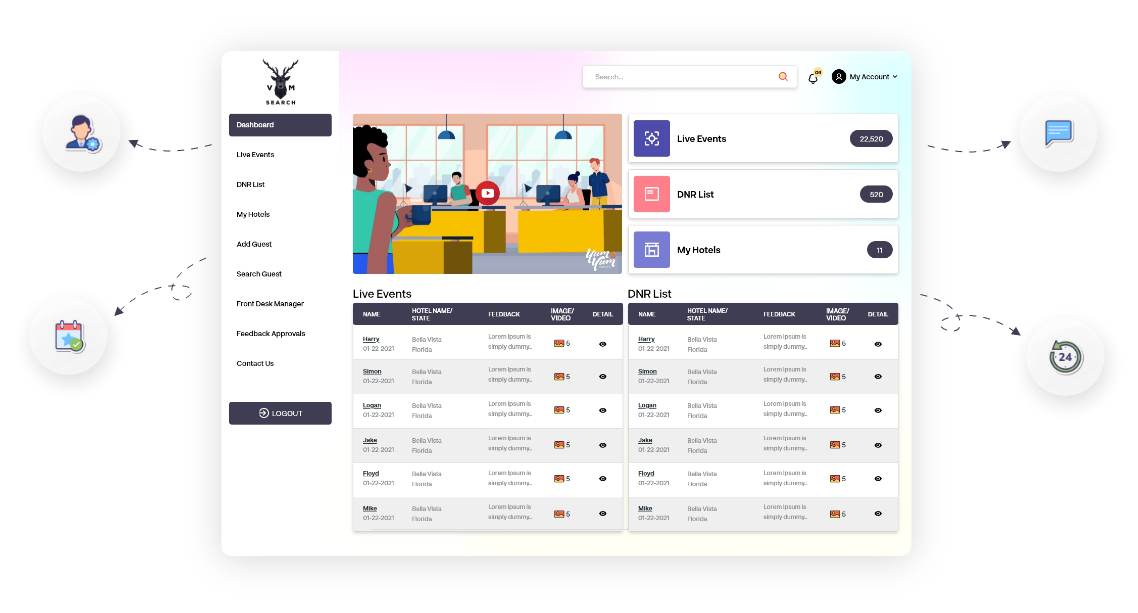 V M
SEARCH
Search...
08
My Account
Dashboard
Live Events
DNR List
My Hotels
Add Guest
Search Guest
Front Desk Manager
Feedback Approvals
Contact Us
LOGOUT
Yum
Yum
Live Events
22,520
DNR List
520
My Hotels
11
Live Events
NAME
HOTEL NAME/
STATE
FEEDBACK
IMAGE/
VIDEO
DETAIL
Harry
01-22-2021
Bella Vista
Florida
Lorem Ipsum is
simply dummy...
5
Simon
01-22-2021
Bella Vista
Florida
Lorem Ipsum is
simply dummy...
5
Logan
01-22-2021
Bella Vista
Florida
Lorem Ipsum is
simply dummy...
5
Jake
01-22-2021
Bella Vista
Florida
Lorem Ipsum is
simply dummy...
5
Floyd
01-22-2021
Bella Vista
Florida
Lorem Ipsum is
simply dummy...
5
Mike
01-22-2021
Bella Vista
Florida
Lorem Ipsum is
simply dummy...
5
DNR List
NAME
HOTEL NAME/
STATE
FEEDBACK
IMAGE/
VIDEO
DETAIL
Harry
01-22-2021
Bella Vista
Florida
Lorem Ipsum is
simply dummy...
5
Simon
01-22-2021
Bella Vista
Florida
Lorem Ipsum is
simply dummy...
5
Logan
01-22-2021
Bella Vista
Florida
Lorem Ipsum is
simply dummy...
5
Jake
01-22-2021
Bella Vista
Florida
Lorem Ipsum is
simply dummy...
5
Floyd
01-22-2021
Bella Vista
Florida
Lorem Ipsum is
simply dummy...
5
Mike
01-22-2021
Bella Vista
Florida
Lorem Ipsum is
simply dummy...
5
24